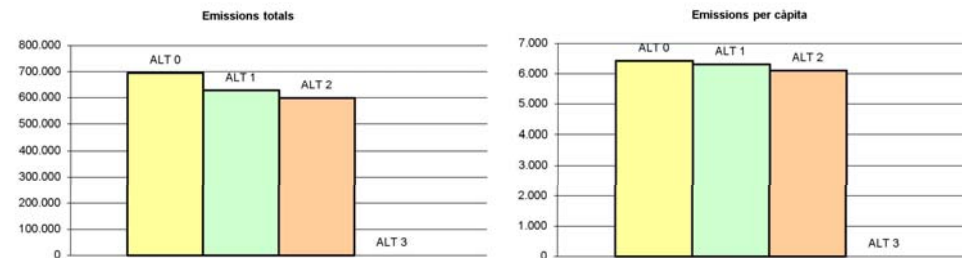 Emissions totals
800.000
700.000
600.000
500.000
400.000
300.000
200.000
100.000
0
ALT 0
ALT 1
ALT 2
ALT 3
Emissions per càpita
7.000
6.000
5.000
4.000
3.000
2.000
1.000
0
ALT 0
ALT 1
ALT 2
ALT 3